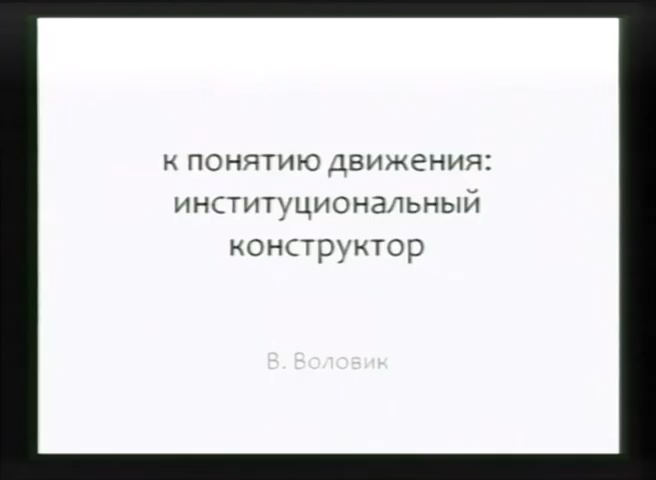 к понятию движения:
институциональный
конструктор
В. Воловик